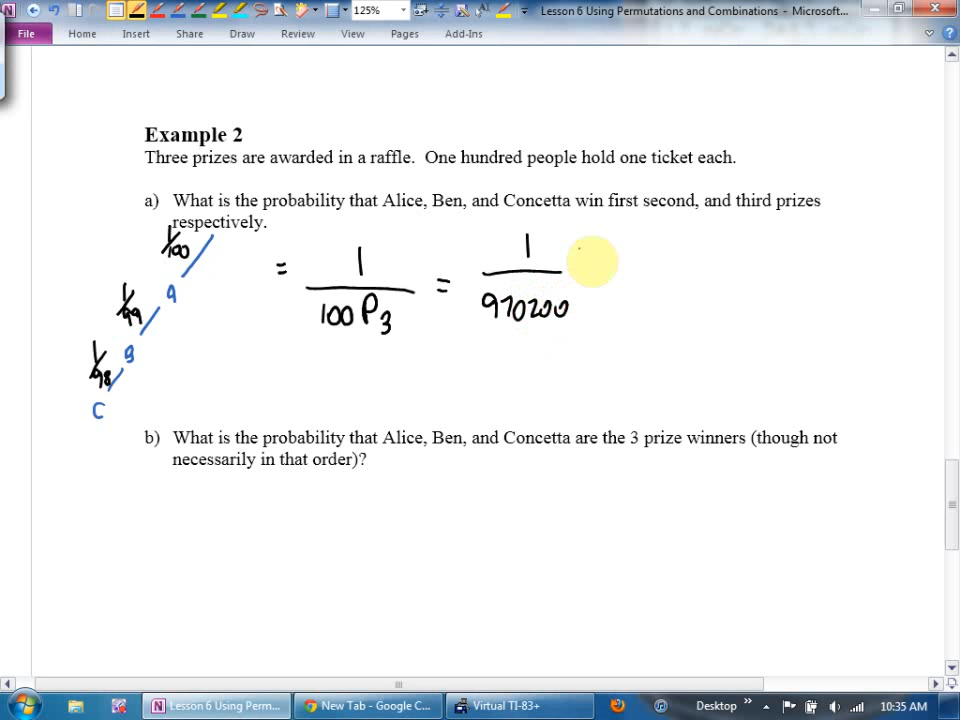 125%
Lesson 6 Using Permutations and Combinations - Microsoft...
File Home Insert Share Draw Review View Pages Add-Ins
Example 2
Three prizes are awarded in a raffle. One hundred people hold one ticket each.
a) What is the probability that Alice, Ben, and Concetta win first second, and third prizes
respectively.
1/100
A
1/99
B
1/98
C
= 1/100P3 = 1/970200
b) What is the probability that Alice, Ben, and Concetta are the 3 prize winners (though not
necessarily in that order)?
Lesson 6 Using Perm... New Tab - Google C... Virtual TI-83+ Desktop » 10:35 AM